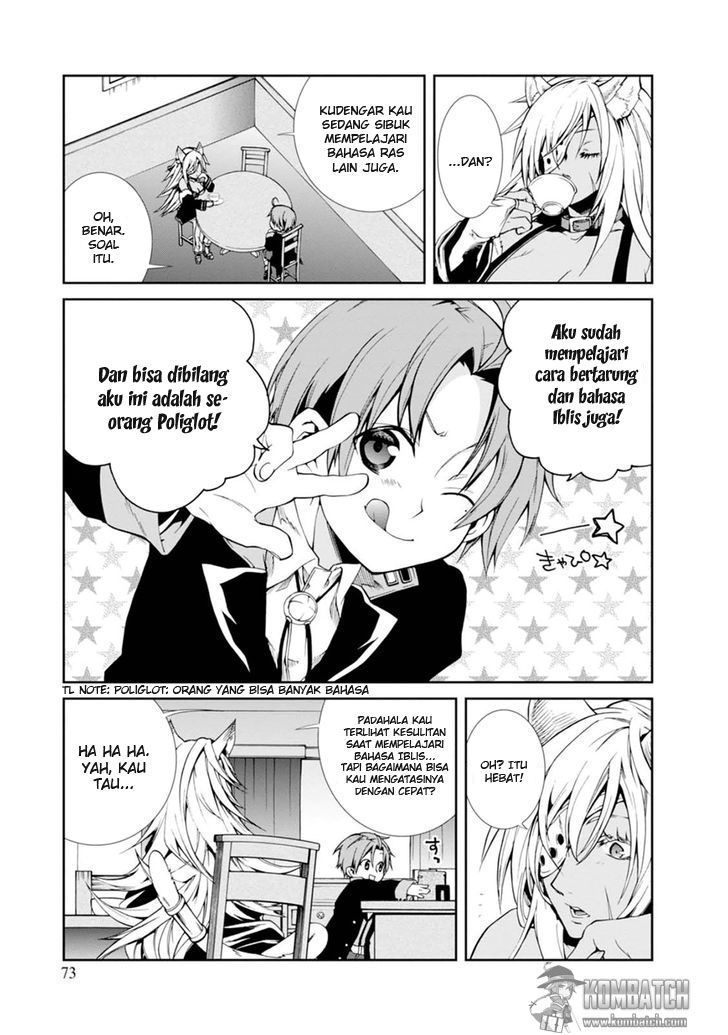 ...DAN?
KUDENGAR KAU
SEDANG SIBUK
MEMPELAJARI
BAHASA RAS
LAIN JUGA.
OH,
BENAR.
SOAL
ITU.
Aku sudah
mempelajari
cara bertarung
dan bahasa
Iblis juga!
Dan bisa dibilang
aku ini adalah se-
orang Poliglot!
きゃぴ☆
TL NOTE: POLIGLOT: ORANG YANG BISA BANYAK BAHASA
OH? ITU
HEBAT!
PADAHALA KAU
TERLIHAT KESULITAN
SAAT MEMPELAJARI
BAHASA IBLIS...
TAPI BAGAIMANA BISA
KAU MENGATASINYA
DENGAN CEPAT?
すっ
HA HA HA.
YAH, KAU
TAU...
73
KOMBATCH
www.kombatch.com